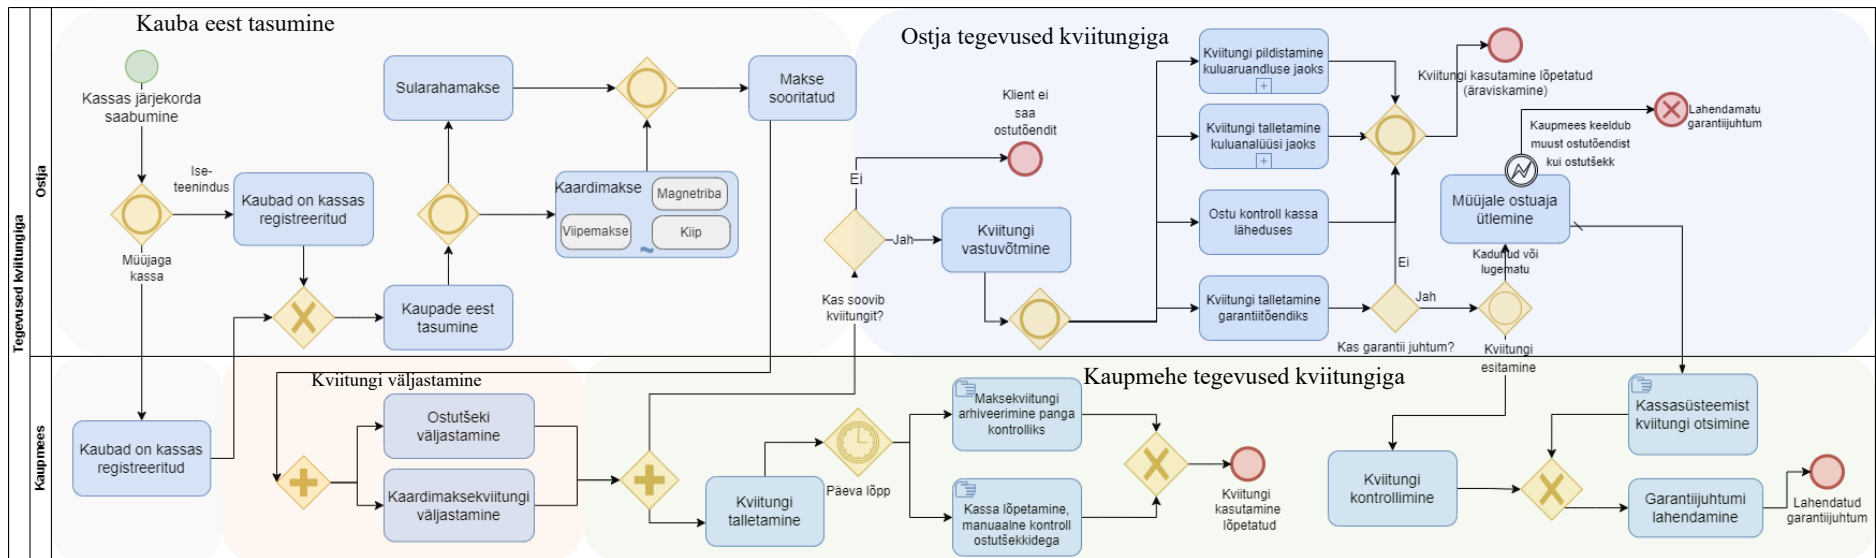 Tegevused kviitungiga
Ostja
Kaupmees
Kauba eest tasumine
Kassas järjekorda
saabumine
Ise-
teenindus
Müüjaga
kassa
Kaubad on kassas
registreeritud
Kaubad on kassas
registreeritud
Kaupade eest
tasumine
Sularahamakse
Kaardimakse
Magnetriba
Viipemakse
Kiip
Makse
sooritatud
Kviitungi väljastamine
Ostutšeki
väljastamine
Kaardimaksekviitungi
väljastamine
Ostja tegevused kviitungiga
Kas soovib
kviitungit?
Ei
Klient ei
saa
ostutõendit
Jah
Kviitungi
vastuvõtmine
Kviitungi pildistamine
kuluaruandluse jaoks
Kviitungi talletamine
kuluanalüüsi jaoks
Ostu kontroll kassa
läheduses
Kviitungi talletamine
garantiitõendiks
Kviitungi kasutamine lõpetatud
(äraviskamine)
Kas garantii juhtum?
Ei
Jah
Kadunud või
lugematu
Kviitungi
esitamine
Müüjale ostuaja
ütlemine
Kaupmees keeldub
muust ostutõendist
kui ostutšekk
Lahendamatu
garantiijuhtum
Kaupmehe tegevused kviitungiga
Kviitungi
talletamine
Päeva lõpp
Maksekviitungi
arhiveerimine panga
kontrolliks
Kassa lõpetamine,
manuaalne kontroll
ostutšekkidega
Kviitungi
kasutamine
lõpetatud
Kviitungi
kontrollimine
Kassasüsteemist
kviitungi otsimine
Garantiijuhtumi
lahendamine
Lahendatud
garantiijuhtum